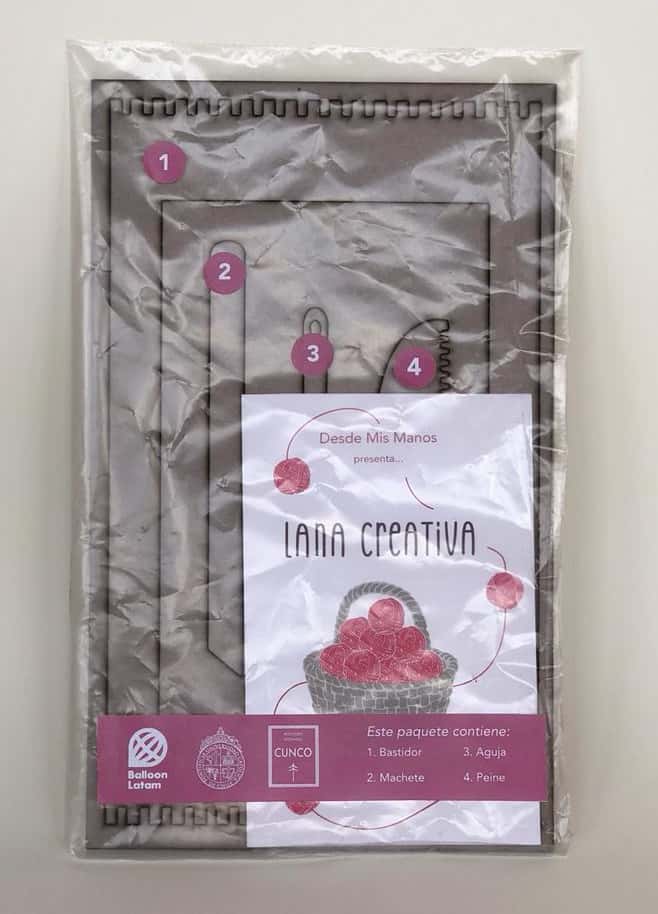 1
2
3
4
Desde Mis Manos
presenta...
LANA CREATIVA
Balloon
Latam
CUNCO
Este paquete contiene:
1. Bastidor
3. Aguja
2. Machete
4. Peine